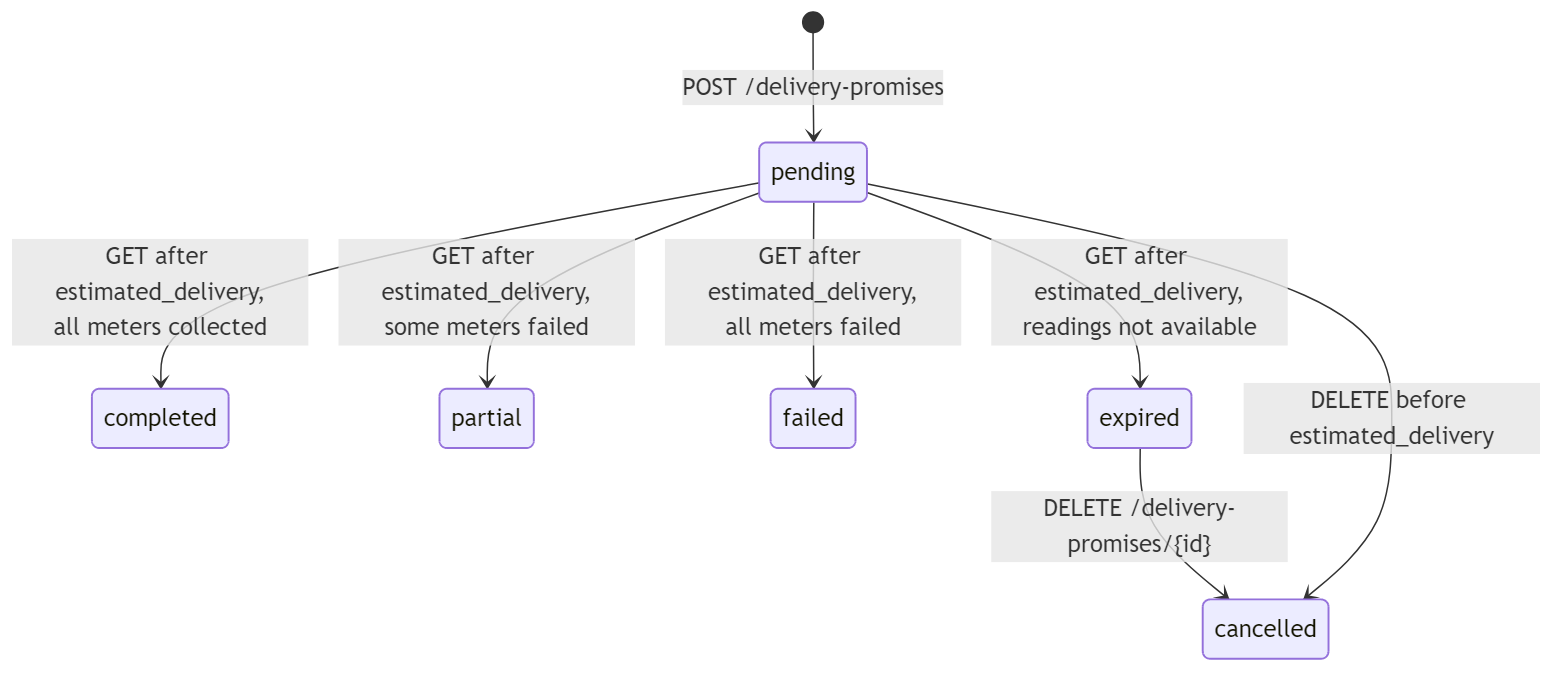 POST /delivery-promises
pending
GET after
estimated_delivery,
all meters collected
GET after
estimated_delivery,
some meters failed
GET after
estimated_delivery,
all meters failed
GET after
estimated_delivery,
readings not available
DELETE before
estimated_delivery
completed
partial
failed
expired
DELETE /delivery-
promises/{id}
cancelled